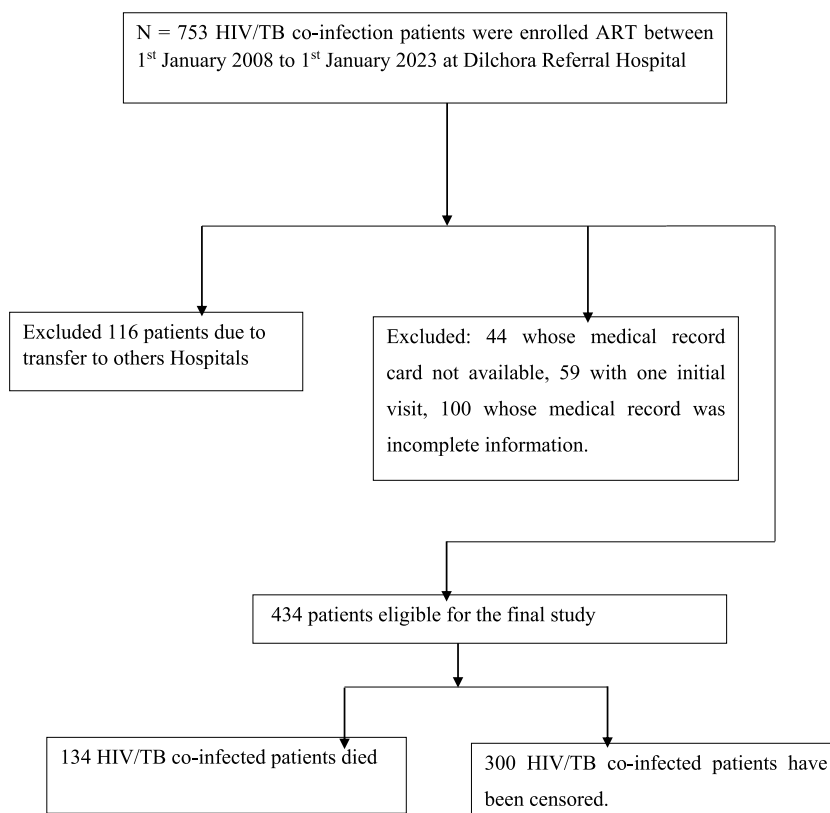 N = 753 HIV/TB co-infection patients were enrolled ART between
1st January 2008 to 1st January 2023 at Dilchora Referral Hospital
Excluded 116 patients due to
transfer to others Hospitals
Excluded: 44 whose medical record
card not available, 59 with one initial
visit, 100 whose medical record was
incomplete information.
434 patients eligible for the final study
134 HIV/TB co-infected patients died
300 HIV/TB co-infected patients have
been censored.